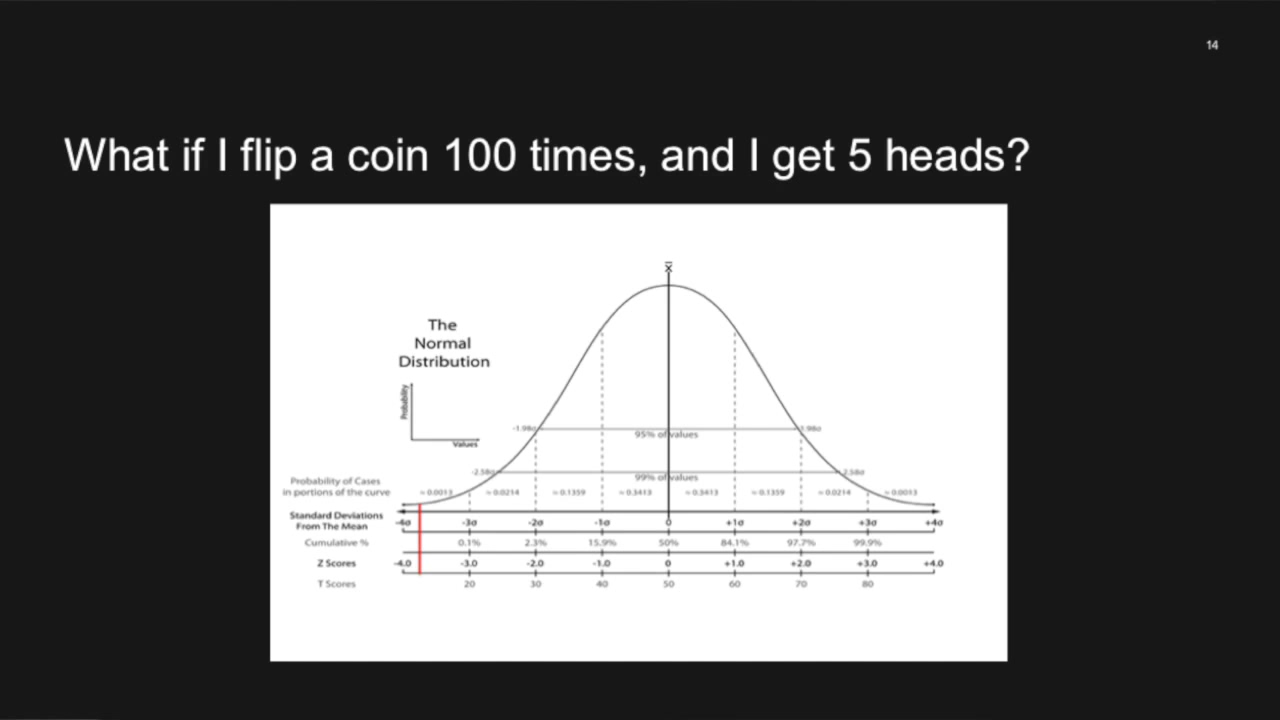 14
What if I flip a coin 100 times, and I get 5 heads?
x̄
The
Normal
Distribution
Probability
Values
-1.98σ 1.98σ
95% of values
-2.58σ 2.58σ
99% of values
Probability of Cases
in portions of the curve
≈ 0.0013 ≈ 0.0214 ≈ 0.1359 ≈ 0.3413 ≈ 0.3413 ≈ 0.1359 ≈ 0.0214 ≈ 0.0013
Standard Deviations
From The Mean
-4σ -3σ -2σ -1σ 0 +1σ +2σ +3σ +4σ
Cumulative % 0.1% 2.3% 15.9% 50% 84.1% 97.7% 99.9%
Z Scores -4.0 -3.0 -2.0 -1.0 0 +1.0 +2.0 +3.0 +4.0
T Scores 20 30 40 50 60 70 80